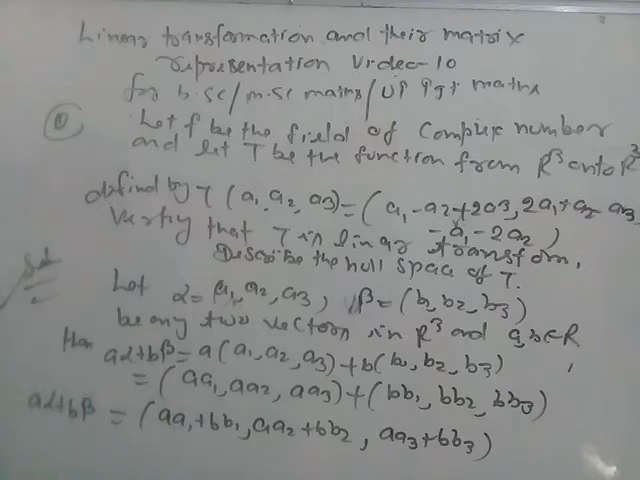 Linear transformation and their matrix
representation Video-10
for b.sc/m.sc mains/UP Pgt maths
Q Let f be the field of Complex number
and let T be the function from R³ onto R³
defind by T (a₁, a₂, a₃) = (a₁-a₂+2a₃, 2a₁+a₂-a₃,
-a₁-2a₂)
Verfy that T in linear transform.
Describe the null space of T.
Sol
Let α = (a₁, a₂, a₃), β = (b₁, b₂, b₃)
be any two vectors in R³ and a, b ∈ R
Then aα+bβ = a(a₁, a₂, a₃) + b(b₁, b₂, b₃)
= (aa₁, aa₂, aa₃) + (bb₁, bb₂, bb₃)
aα+bβ = (aa₁+bb₁, aa₂+bb₂, aa₃+bb₃)